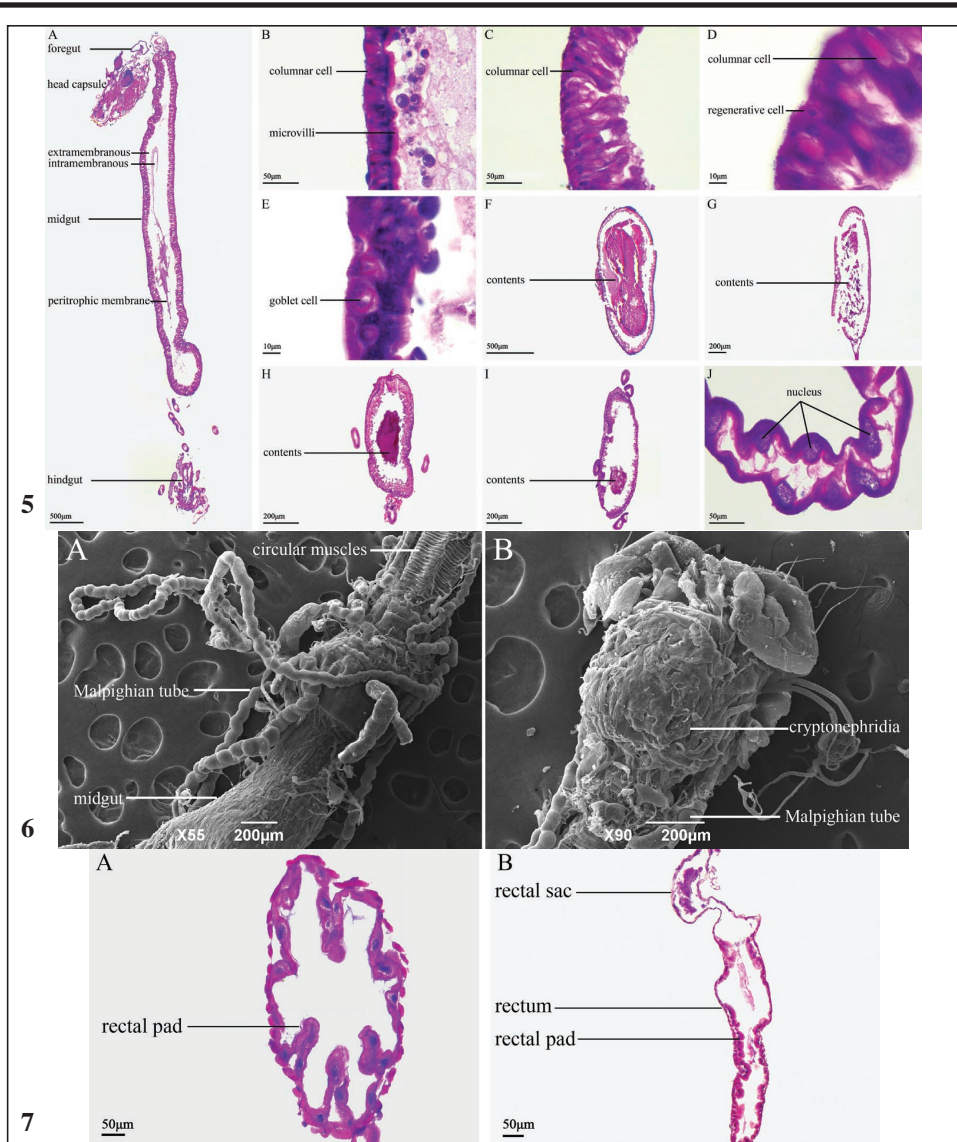 A
foregut
head capsule
extramembranous
intramembranous
midgut
peritrophic membrane
hindgut
500μm
B
columnar cell
microvilli
50μm
C
columnar cell
50μm
D
columnar cell
regenerative cell
10μm
E
goblet cell
10μm
F
contents
500μm
G
contents
200μm
H
contents
200μm
I
contents
200μm
J
nucleus
50μm
5
A
circular muscles
Malpighian tube
midgut
X55 200μm
B
cryptonephridia
Malpighian tube
X90 200μm
6
A
rectal pad
50μm
B
rectal sac
rectum
rectal pad
50μm
7